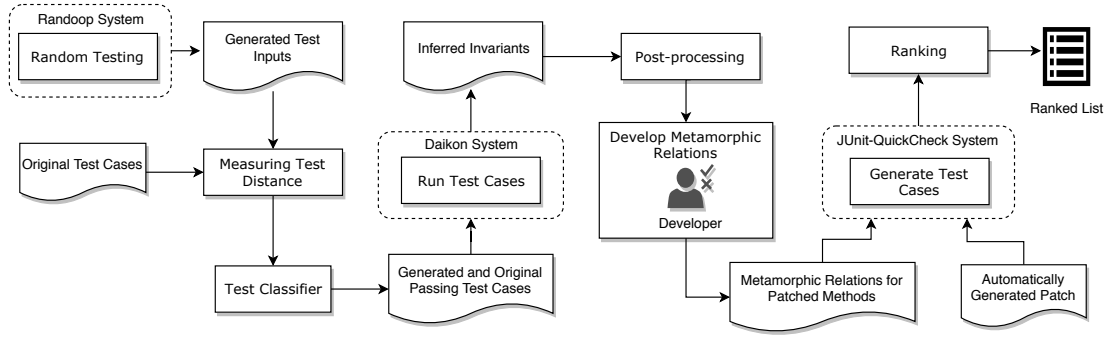 Randoop System
Random Testing
Generated Test
Inputs
Original Test Cases
Measuring Test
Distance
Test Classifier
Inferred Invariants
Daikon System
Run Test Cases
Generated and Original
Passing Test Cases
Post-processing
Develop Metamorphic
Relations
Developer
Metamorphic Relations for
Patched Methods
Automatically
Generated Patch
JUnit-QuickCheck System
Generate Test
Cases
Ranking
Ranked List